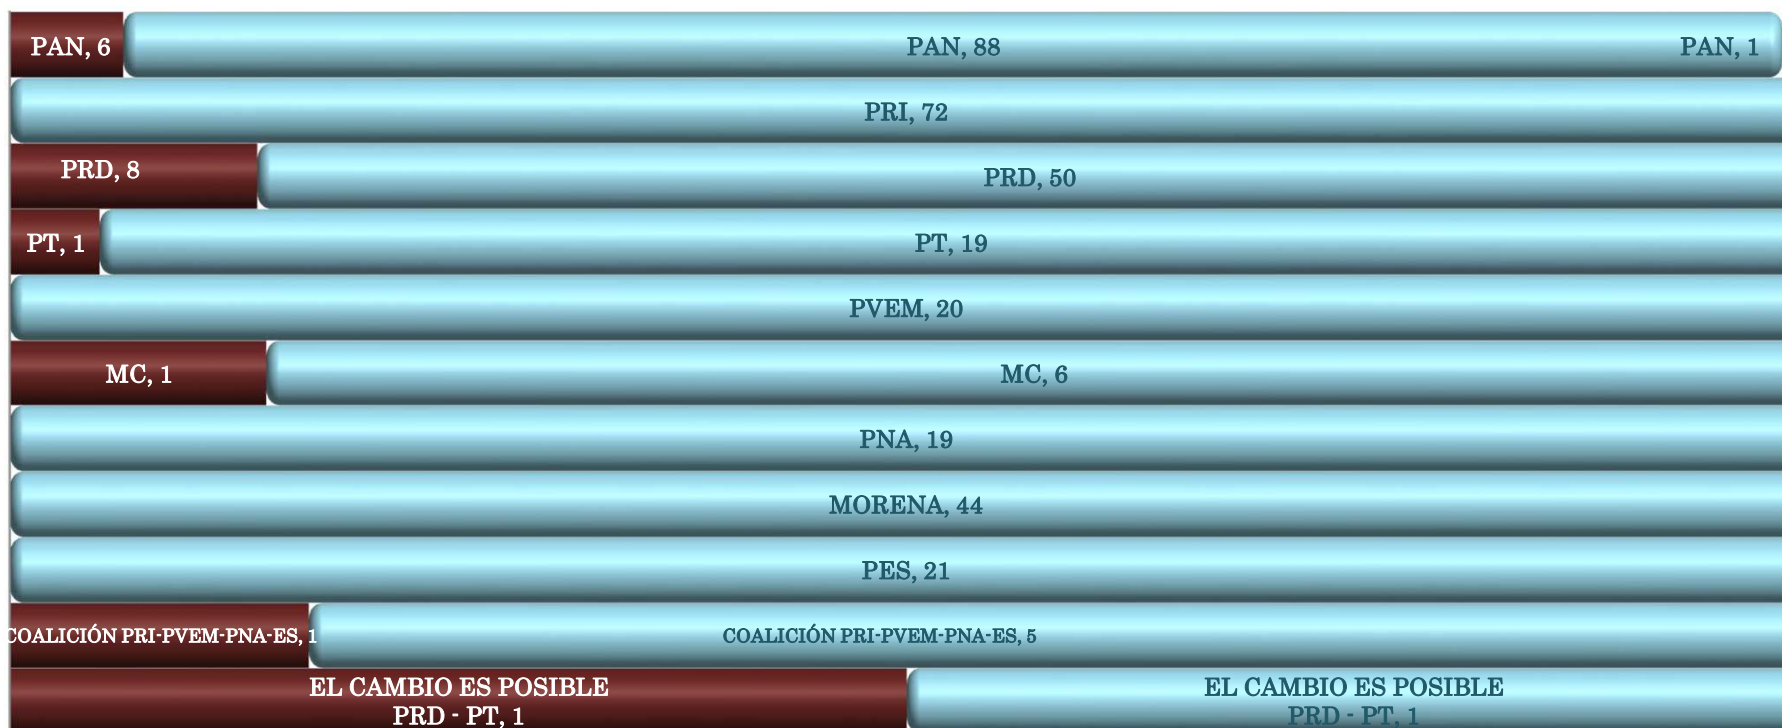 PAN, 6 PAN, 88 PAN, 1
PRI, 72
PRD, 8 PRD, 50
PT, 1 PT, 19
PVEM, 20
MC, 1 MC, 6
PNA, 19
MORENA, 44
PES, 21
COALICIÓN PRI-PVEM-PNA-ES, 1 COALICIÓN PRI-PVEM-PNA-ES, 5
EL CAMBIO ES POSIBLE EL CAMBIO ES POSIBLE
PRD - PT, 1 PRD - PT, 1